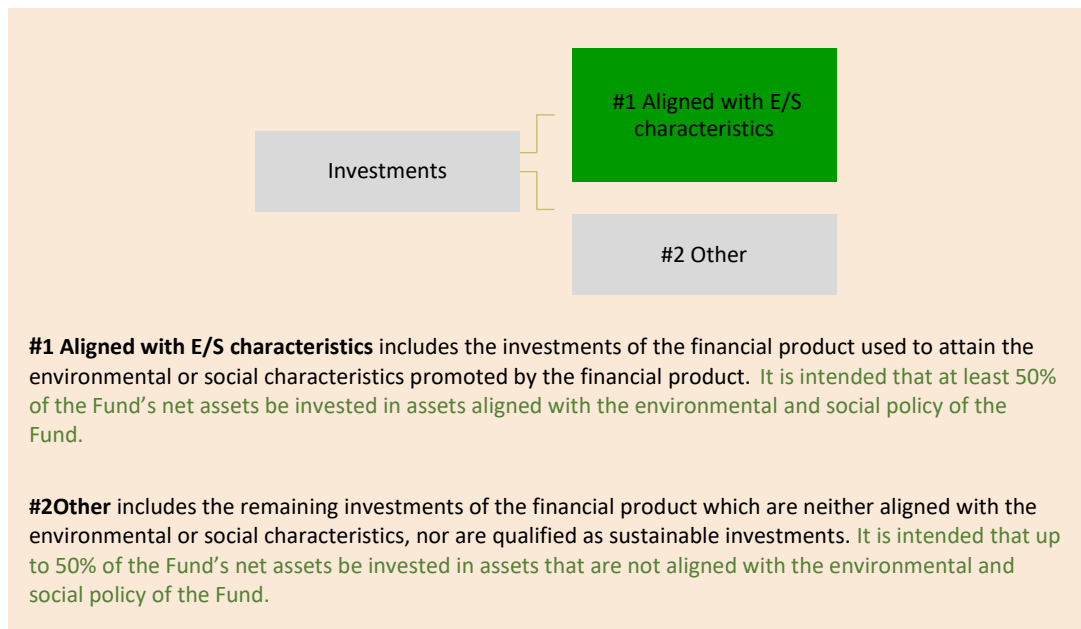 #1 Aligned with E/S
characteristics
Investments
#2 Other
#1 Aligned with E/S characteristics includes the investments of the financial product used to attain the
environmental or social characteristics promoted by the financial product. It is intended that at least 50%
of the Fund's net assets be invested in assets aligned with the environmental and social policy of the
Fund.
#2Other includes the remaining investments of the financial product which are neither aligned with the
environmental or social characteristics, nor are qualified as sustainable investments. It is intended that up
to 50% of the Fund's net assets be invested in assets that are not aligned with the environmental and
social policy of the Fund.